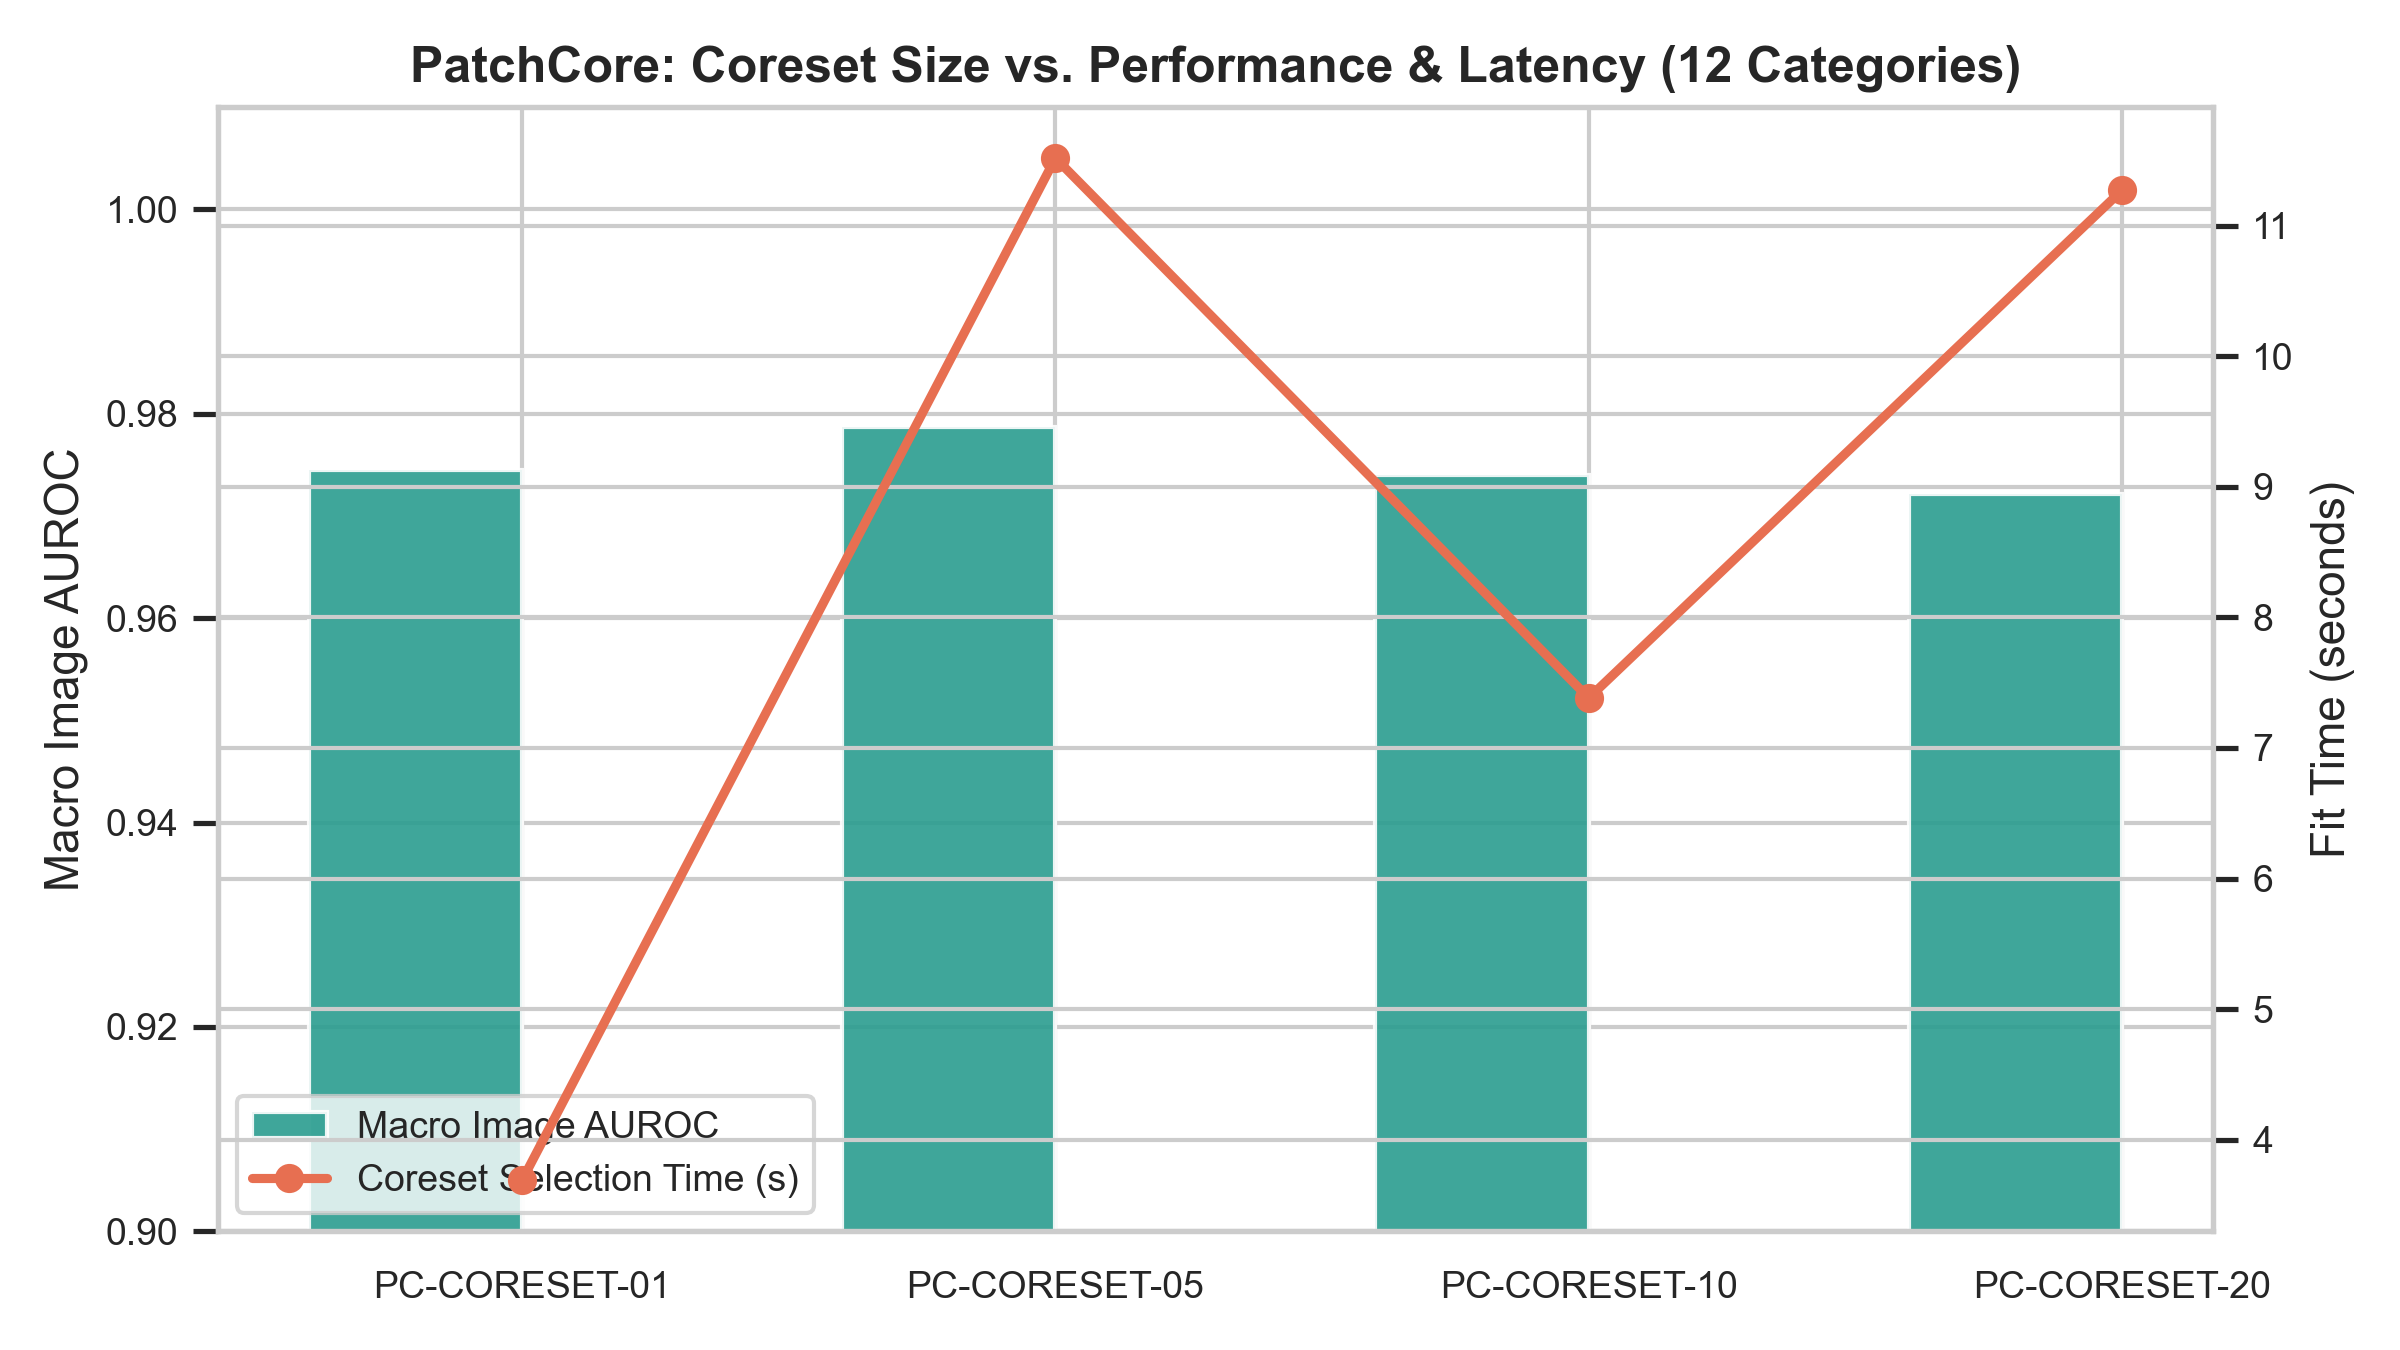 PatchCore: Coreset Size vs. Performance & Latency (12 Categories)
Macro Image AUROC
1.00
0.98
0.96
0.94
0.92
0.90
11
10
9
8
7
6
5
4
Fit Time (seconds)
Macro Image AUROC
Coreset Selection Time (s)
PC-CORESET-01
PC-CORESET-05
PC-CORESET-10
PC-CORESET-20